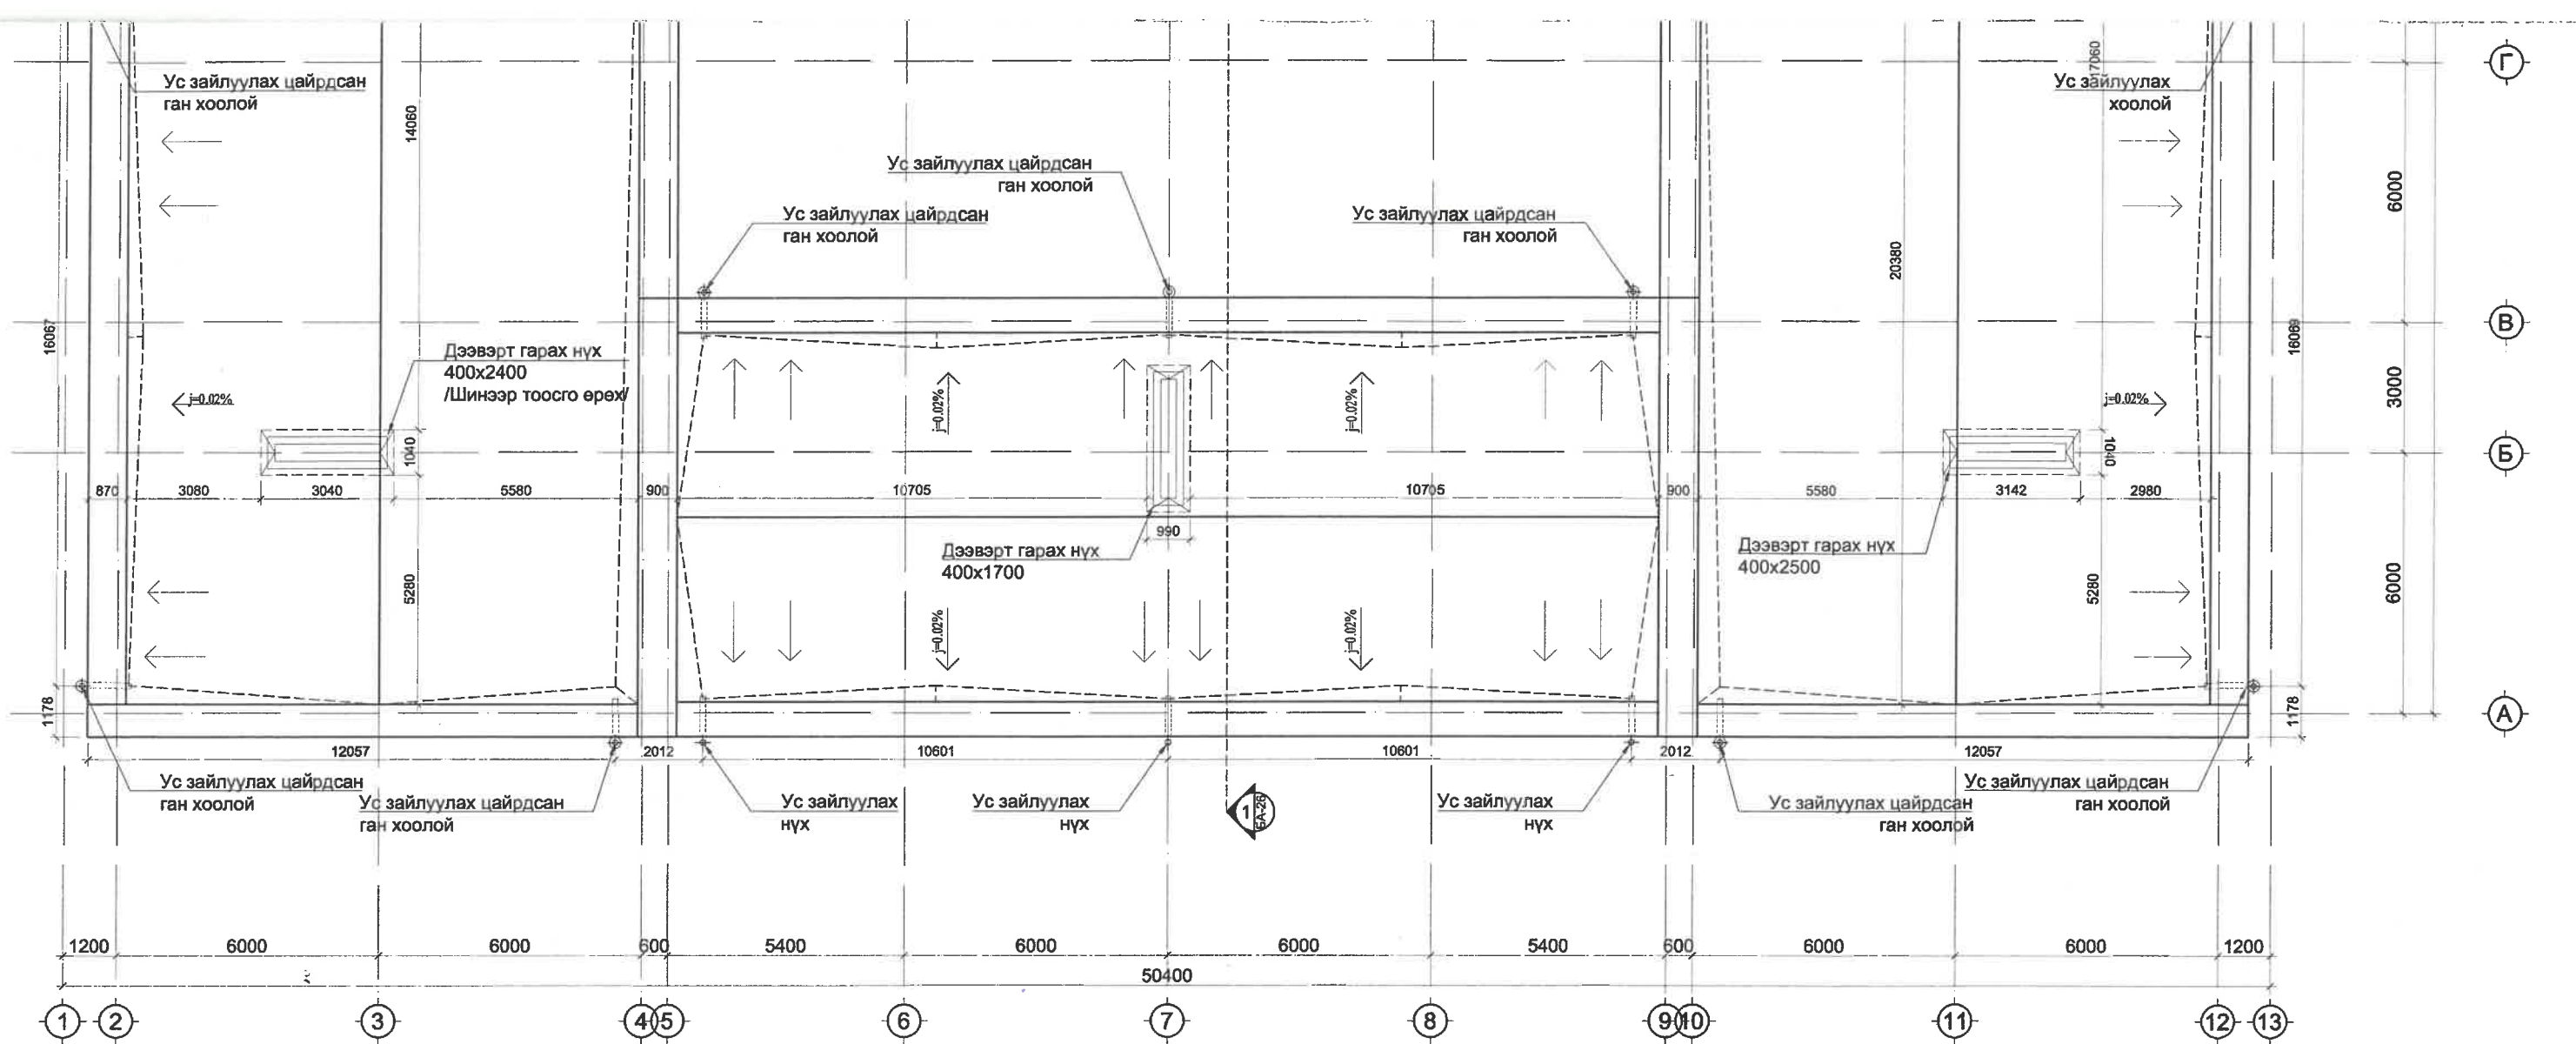 Ус зайлуулах цайрдсан
ган хоолой
14060
17060
Ус зайлуулах
хоолой
Г
Ус зайлуулах цайрдсан
ган хоолой
Ус зайлуулах цайрдсан
ган хоолой
Ус зайлуулах цайрдсан
ган хоолой
6000
20380
16067
16069
В
Дээвэрт гарах нүх
400x2400
/Шинээр тоосго өрөх/
j=0.02%
j=0.02%
j=0.02%
j=0.02%
3000
1040
1040
Б
870
3080
3040
5580
900
10705
10705
900
5580
3142
2980
990
Дээвэрт гарах нүх
400x1700
Дээвэрт гарах нүх
400x2500
5280
5280
6000
j=0.02%
j=0.02%
1178
1178
А
12057
2012
10601
10601
2012
12057
Ус зайлуулах цайрдсан
ган хоолой
Ус зайлуулах цайрдсан
ган хоолой
Ус зайлуулах
нүх
Ус зайлуулах
нүх
1
БА-26
Ус зайлуулах
нүх
Ус зайлуулах цайрдсан
ган хоолой
Ус зайлуулах цайрдсан
ган хоолой
1200
6000
6000
600
5400
6000
6000
5400
600
6000
6000
1200
50400
1
2
3
4
5
6
7
8
9
10
11
12
13